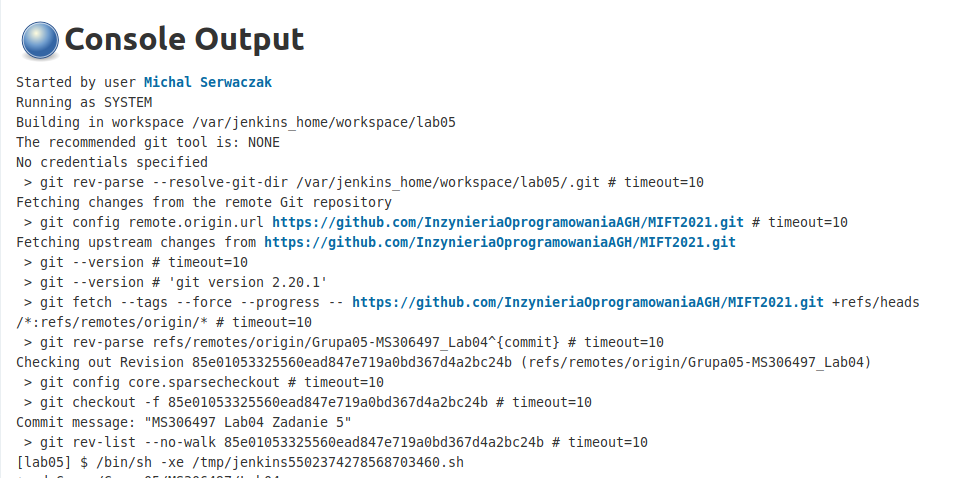 Console Output
Started by user Michal Serwaczak
Running as SYSTEM
Building in workspace /var/jenkins_home/workspace/lab05
The recommended git tool is: NONE
No credentials specified
 > git rev-parse --resolve-git-dir /var/jenkins_home/workspace/lab05/.git # timeout=10
Fetching changes from the remote Git repository
 > git config remote.origin.url https://github.com/InzynieriaOprogramowaniaAGH/MIFT2021.git # timeout=10
Fetching upstream changes from https://github.com/InzynieriaOprogramowaniaAGH/MIFT2021.git
 > git --version # timeout=10
 > git --version # 'git version 2.20.1'
 > git fetch --tags --force --progress -- https://github.com/InzynieriaOprogramowaniaAGH/MIFT2021.git +refs/heads
/*:refs/remotes/origin/* # timeout=10
 > git rev-parse refs/remotes/origin/Grupa05-MS306497_Lab04^{commit} # timeout=10
Checking out Revision 85e01053325560ead847e719a0bd367d4a2bc24b (refs/remotes/origin/Grupa05-MS306497_Lab04)
 > git config core.sparsecheckout # timeout=10
 > git checkout -f 85e01053325560ead847e719a0bd367d4a2bc24b # timeout=10
Commit message: "MS306497 Lab04 Zadanie 5"
 > git rev-list --no-walk 85e01053325560ead847e719a0bd367d4a2bc24b # timeout=10
[lab05] $ /bin/sh -xe /tmp/jenkins5502374278568703460.sh